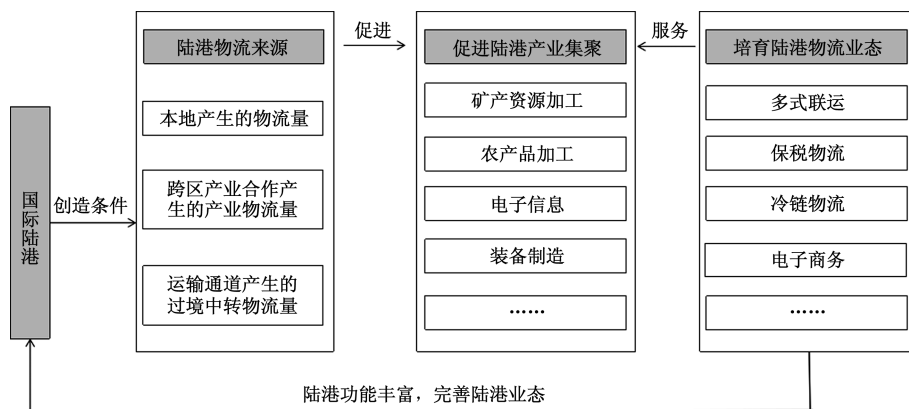 国际陆港
创造条件
陆港物流来源
本地产生的物流量
跨区产业合作产
生的产业物流量
运输通道产生的
过境中转物流量
促进
促进陆港产业集聚
矿产资源加工
农产品加工
电子信息
装备制造
……
服务
培育陆港物流业态
多式联运
保税物流
冷链物流
电子商务
……
陆港功能丰富，完善陆港业态